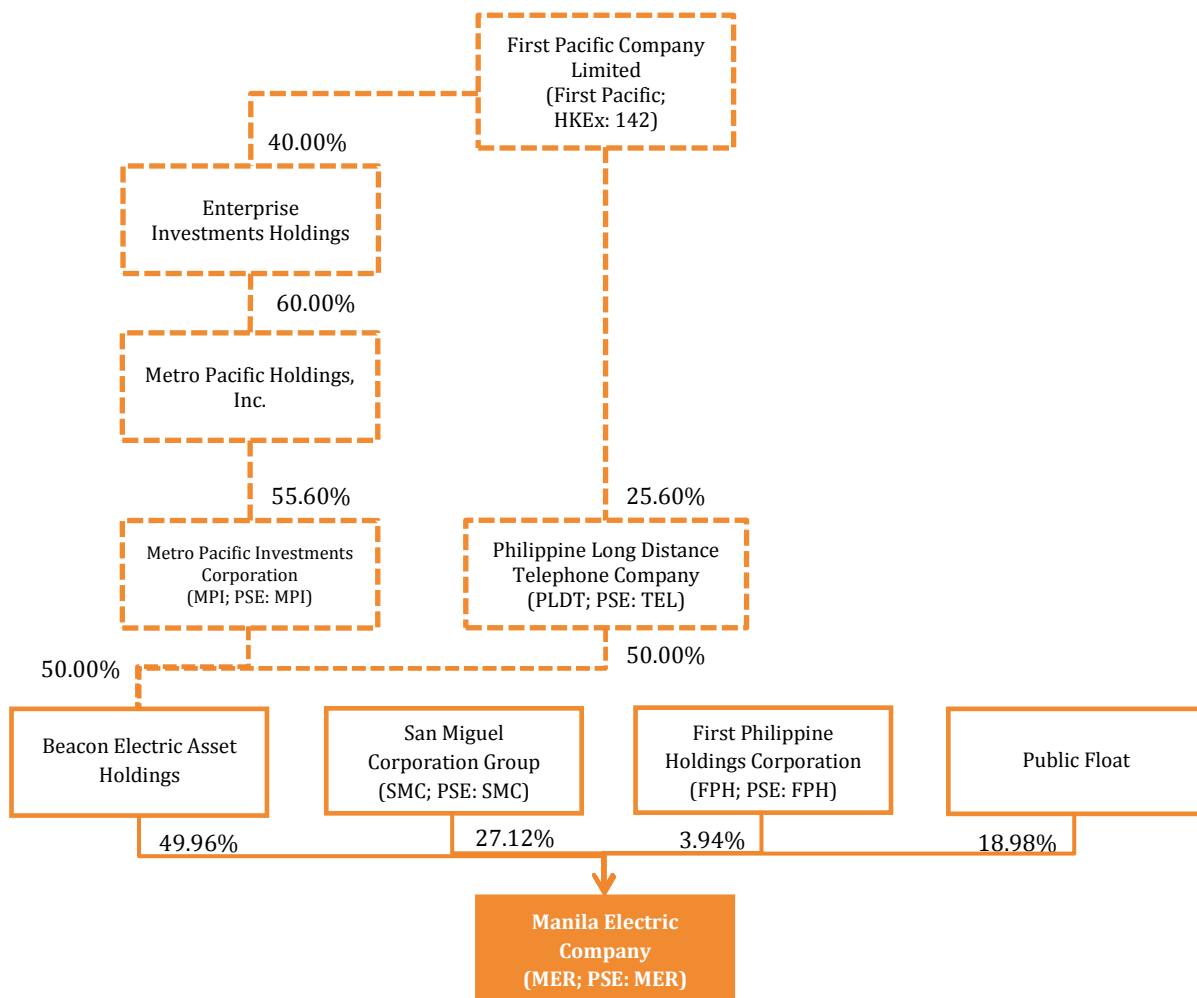 First Pacific Company
Limited
(First Pacific;
HKEx: 142)
40.00%
Enterprise
Investments Holdings
60.00%
Metro Pacific Holdings,
Inc.
55.60%
25.60%
Metro Pacific Investments
Corporation
(MPI; PSE: MPI)
Philippine Long Distance
Telephone Company
(PLDT; PSE: TEL)
50.00%
50.00%
Beacon Electric Asset
Holdings
San Miguel
Corporation Group
(SMC; PSE: SMC)
First Philippine
Holdings Corporation
(FPH; PSE: FPH)
Public Float
49.96%
27.12%
3.94%
18.98%
Manila Electric
Company
(MER; PSE: MER)